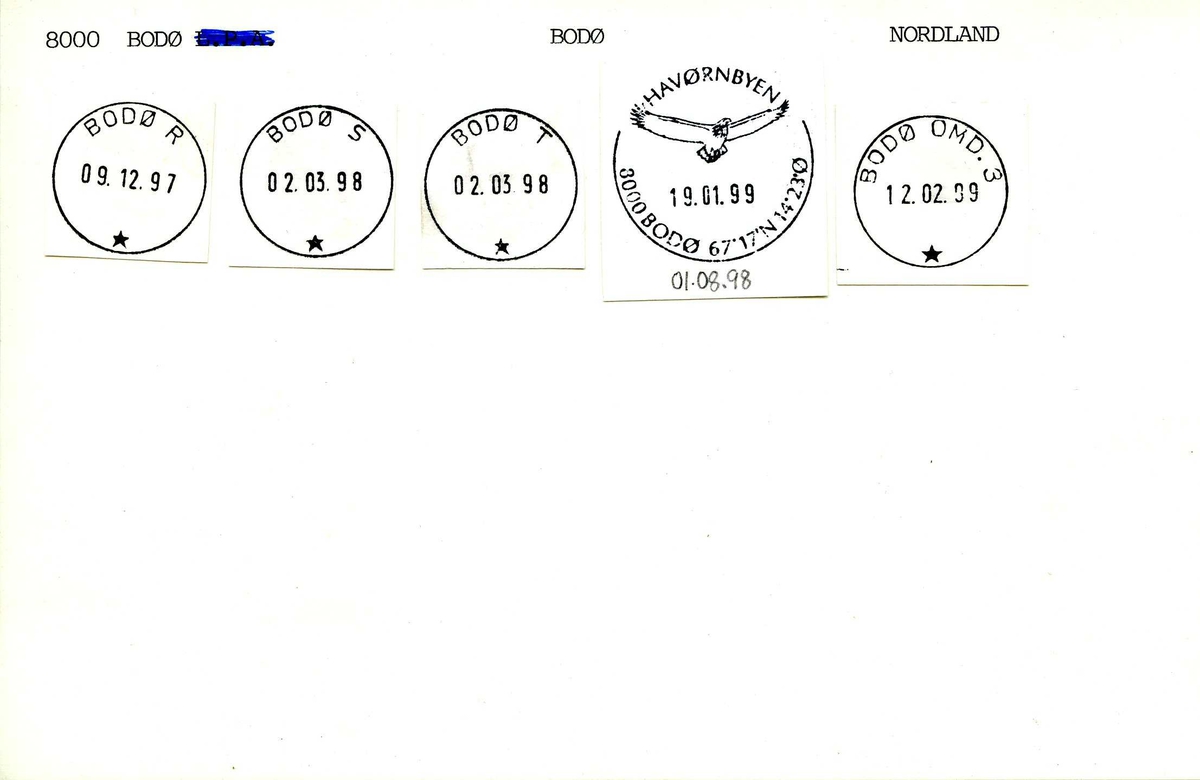 8000 BODØ L.P.A. BODØ NORDLAND
BODØ R
09.12.97
BODØ S
02.03.98
BODØ T
02.03.98
HAVØRNBYEN
19.01.99
8000 BODØ 67°17'N 14°23'Ø
01.08.98
BODØ OMD. 3
12.02.99